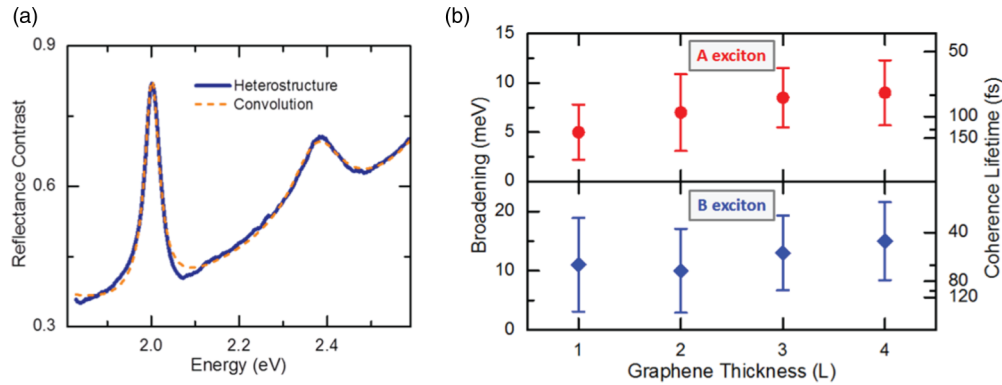 (a)
0.9
0.6
0.3
Reflectance Contrast
Heterostructure
Convolution
2.0
2.2
2.4
Energy (eV)
(b)
15
10
5
0
20
10
0
Broadening (meV)
A exciton
B exciton
50
100
150
40
80
120
Coherence Lifetime (fs)
1
2
3
4
Graphene Thickness (L)